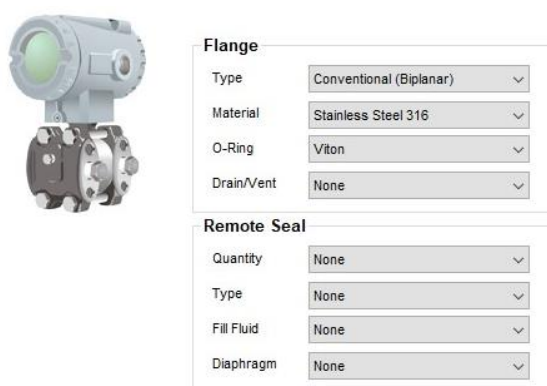 Flange
Type Conventional (Biplanar)
Material Stainless Steel 316
O-Ring Viton
Drain/Vent None
Remote Seal
Quantity None
Type None
Fill Fluid None
Diaphragm None